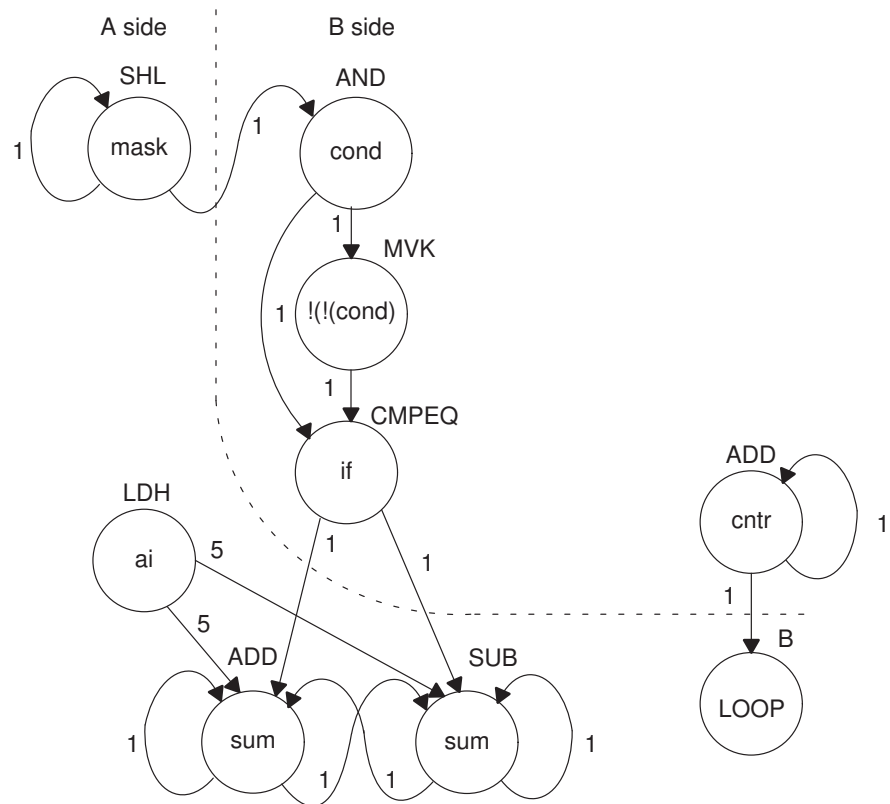 A side
B side
SHL
AND
1
mask
1
cond
1
MVK
1
!(!(cond)
1
CMPEQ
if
ADD
LDH
cntr
1
ai
5
1
1
1
5
B
ADD
SUB
LOOP
1
sum
1
1
sum
1